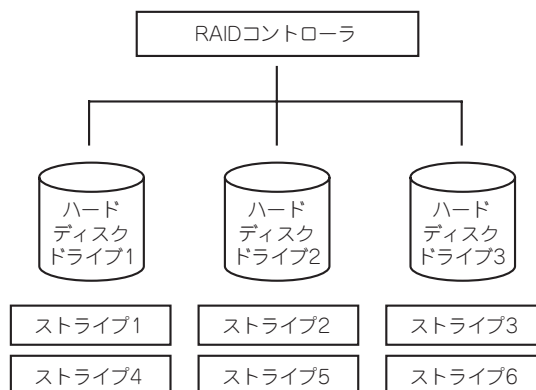 RAIDコントローラ
ハード
ディスク
ドライブ1
ハード
ディスク
ドライブ2
ハード
ディスク
ドライブ3
ストライプ1
ストライプ2
ストライプ3
ストライプ4
ストライプ5
ストライプ6